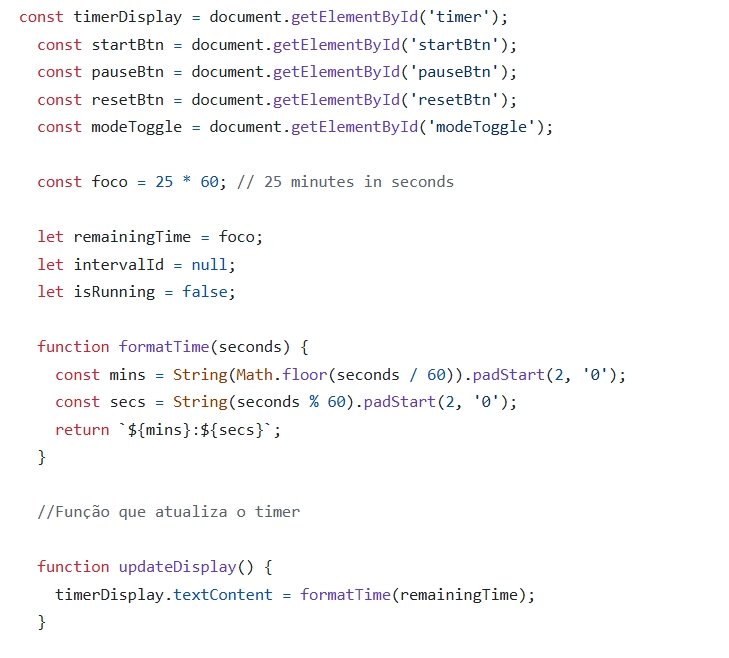 const timerDisplay = document.getElementById('timer');
const startBtn = document.getElementById('startBtn');
const pauseBtn = document.getElementById('pauseBtn');
const resetBtn = document.getElementById('resetBtn');
const modeToggle = document.getElementById('modeToggle');
const foco = 25 * 60; // 25 minutes in seconds
let remainingTime = foco;
let intervalId = null;
let isRunning = false;
function formatTime(seconds) {
const mins = String(Math.floor(seconds / 60)).padStart(2, '0');
const secs = String(seconds % 60).padStart(2, '0');
return `${mins}:${secs}`;
}
//Função que atualiza o timer
function updateDisplay() {
timerDisplay.textContent = formatTime(remainingTime);
}